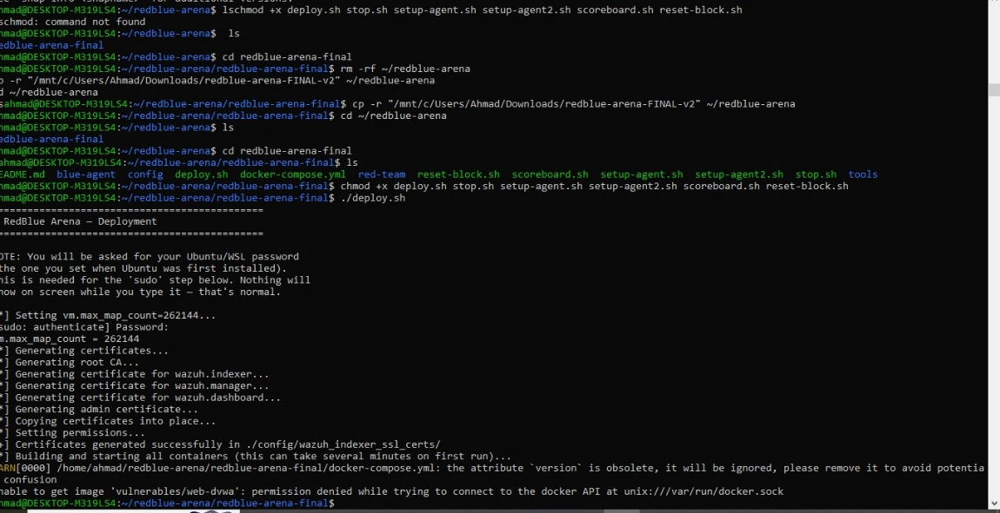 hmad@DESKTOP-M319LS4:~/redblue-arena$ lschmod +x deploy.sh stop.sh setup-agent.sh setup-agent2.sh scoreboard.sh reset-block.sh
schmod: command not found
hmad@DESKTOP-M319LS4:~/redblue-arena$  ls
edblue-arena-final
hmad@DESKTOP-M319LS4:~/redblue-arena$ cd redblue-arena-final
hmad@DESKTOP-M319LS4:~/redblue-arena/redblue-arena-final$ rm -rf ~/redblue-arena
p -r "/mnt/c/Users/Ahmad/Downloads/redblue-arena-FINAL-v2" ~/redblue-arena
d ~/redblue-arena
sahmad@DESKTOP-M319LS4:~/redblue-arena/redblue-arena-final$ cp -r "/mnt/c/Users/Ahmad/Downloads/redblue-arena-FINAL-v2" ~/redblue-arena
hmad@DESKTOP-M319LS4:~/redblue-arena/redblue-arena-final$ cd ~/redblue-arena
hmad@DESKTOP-M319LS4:~/redblue-arena$ ls
edblue-arena-final
hmad@DESKTOP-M319LS4:~/redblue-arena$ cd redblue-arena-final
ahmad@DESKTOP-M319LS4:~/redblue-arena/redblue-arena-final$ ls
EADME.md  blue-agent  config  deploy.sh  docker-compose.yml  red-team  reset-block.sh  scoreboard.sh  setup-agent.sh  setup-agent2.sh  stop.sh  tools
hmad@DESKTOP-M319LS4:~/redblue-arena/redblue-arena-final$ chmod +x deploy.sh stop.sh setup-agent.sh setup-agent2.sh scoreboard.sh reset-block.sh
hmad@DESKTOP-M319LS4:~/redblue-arena/redblue-arena-final$ ./deploy.sh
============================================
RedBlue Arena — Deployment
============================================
OTE: You will be asked for your Ubuntu/WSL password
the one you set when Ubuntu was first installed).
his is needed for the 'sudo' step below. Nothing will
how on screen while you type it — that's normal.
*] Setting vm.max_map_count=262144...
sudo: authenticate] Password:
m.max_map_count = 262144
*] Generating certificates...
*] Generating root CA...
*] Generating certificate for wazuh.indexer...
*] Generating certificate for wazuh.manager...
*] Generating certificate for wazuh.dashboard...
*] Generating admin certificate...
*] Copying certificates into place...
*] Setting permissions...
+] Certificates generated successfully in ./config/wazuh_indexer_ssl_certs/
*] Building and starting all containers (this can take several minutes on first run)...
ARN[0000] /home/ahmad/redblue-arena/redblue-arena-final/docker-compose.yml: the attribute `version` is obsolete, it will be ignored, please remove it to avoid potentia
confusion
nable to get image 'vulnerables/web-dvwa': permission denied while trying to connect to the docker API at unix:///var/run/docker.sock
hmad@DESKTOP-M319LS4:~/redblue-arena/redblue-arena-final$